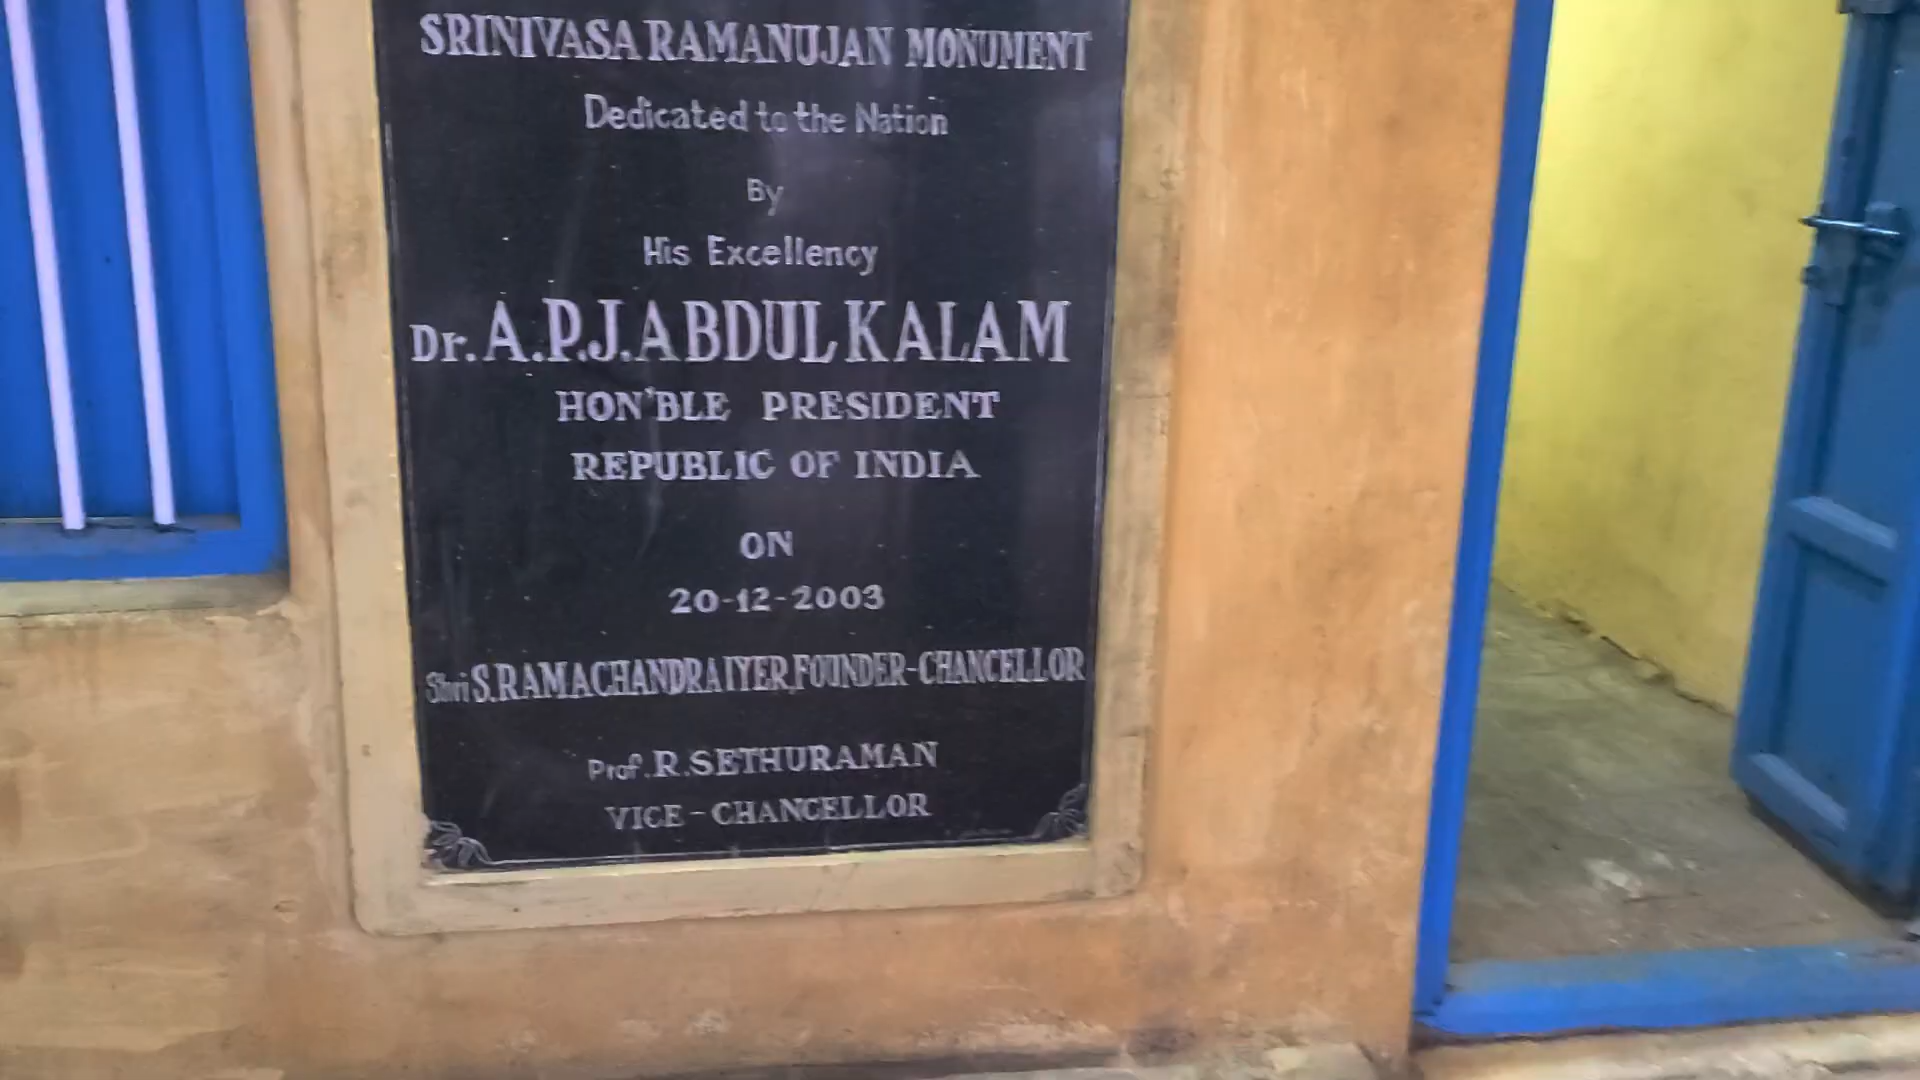 SRINIVASA RAMANUJAN MONUMENT
Dedicated to the Nation
By
His Excellency
Dr. A.P.J. ABDUL KALAM
HON'BLE PRESIDENT
REPUBLIC OF INDIA
ON
20-12-2003
Shri S. RAMACHANDRA IYER, FOUNDER-CHANCELLOR
Prof. R. SETHURAMAN
VICE-CHANCELLOR